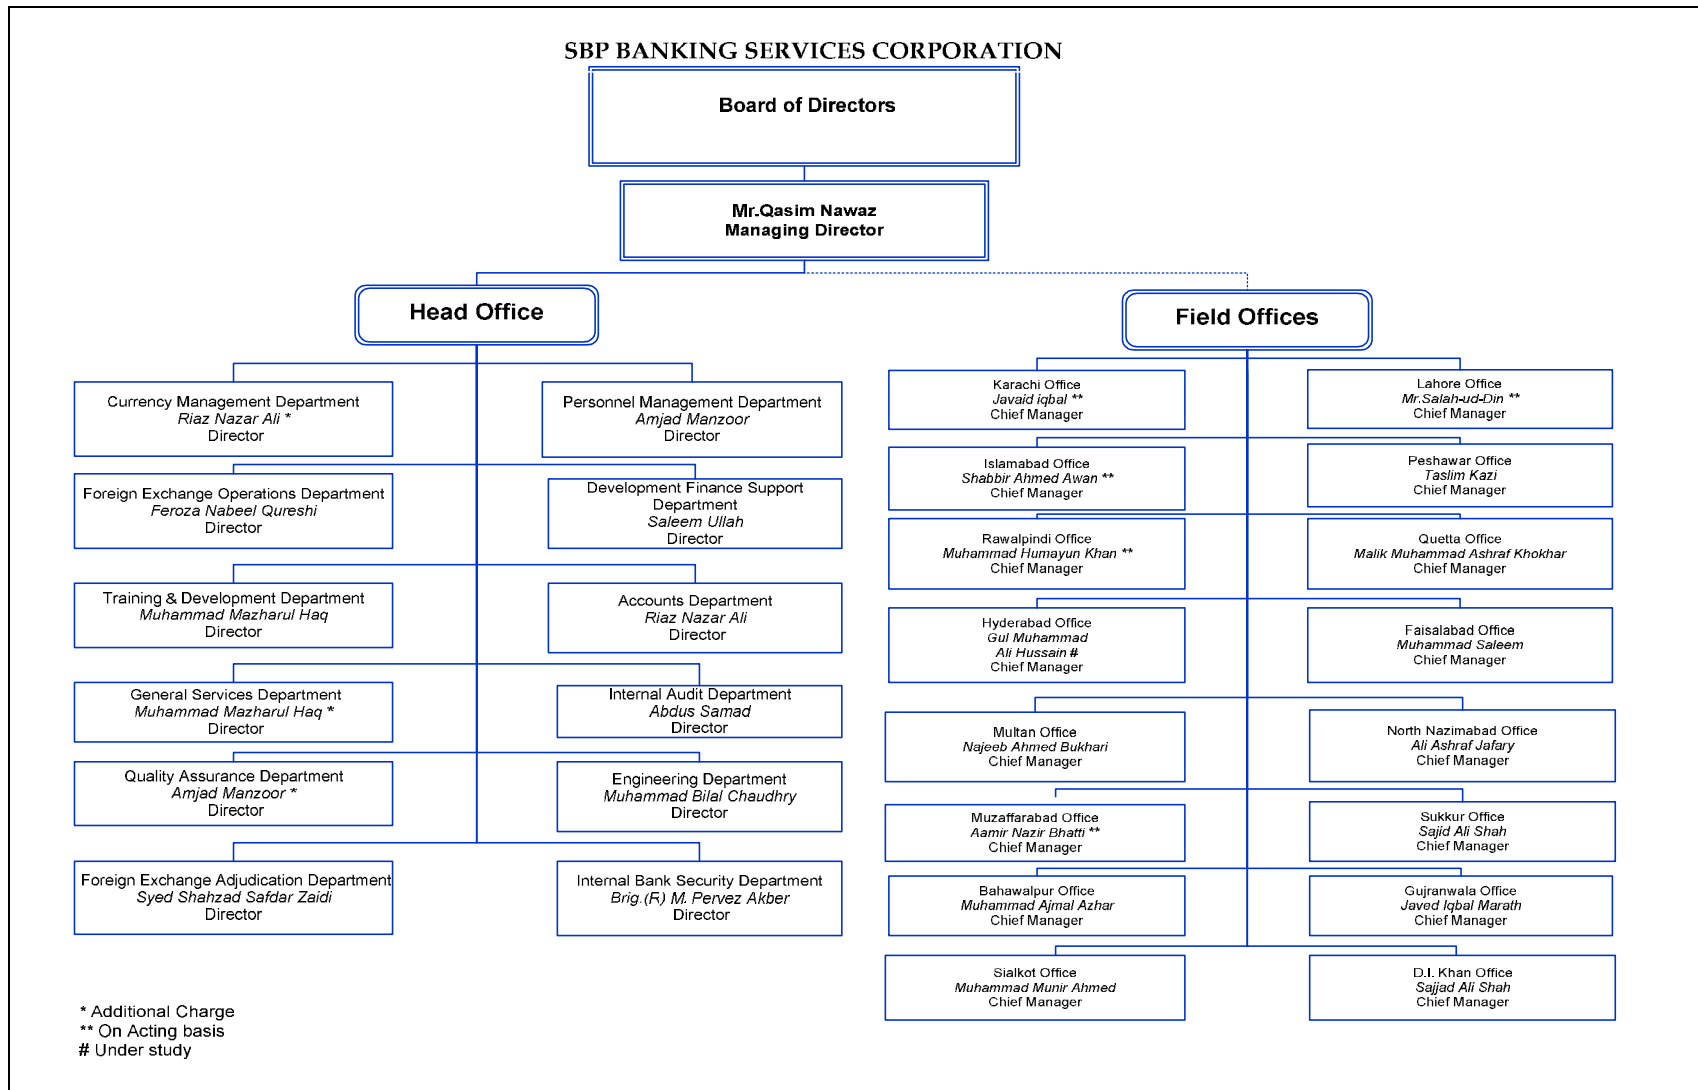 SBP BANKING SERVICES CORPORATION
Board of Directors
Mr.Qasim Nawaz
Managing Director
Head Office
Currency Management Department
Riaz Nazar Ali *
Director
Personnel Management Department
Amjad Manzoor
Director
Foreign Exchange Operations Department
Feroza Nabeel Qureshi
Director
Development Finance Support
Department
Saleem Ullah
Director
Training & Development Department
Muhammad Mazharul Haq
Director
Accounts Department
Riaz Nazar Ali
Director
General Services Department
Muhammad Mazharul Haq *
Director
Internal Audit Department
Abdus Samad
Director
Quality Assurance Department
Amjad Manzoor *
Director
Engineering Department
Muhammad Bilal Chaudhry
Director
Foreign Exchange Adjudication Department
Syed Shahzad Safdar Zaidi
Director
Internal Bank Security Department
Brig.(R) M. Pervez Akber
Director
Field Offices
Karachi Office
Javaid iqbal **
Chief Manager
Lahore Office
Mr.Salah-ud-Din **
Chief Manager
Islamabad Office
Shabbir Ahmed Awan **
Chief Manager
Peshawar Office
Taslim Kazi
Chief Manager
Rawalpindi Office
Muhammad Humayun Khan **
Chief Manager
Quetta Office
Malik Muhammad Ashraf Khokhar
Chief Manager
Hyderabad Office
Gul Muhammad
Ali Hussain #
Chief Manager
Faisalabad Office
Muhammad Saleem
Chief Manager
Multan Office
Najeeb Ahmed Bukhari
Chief Manager
North Nazimabad Office
Ali Ashraf Jafary
Chief Manager
Muzaffarabad Office
Aamir Nazir Bhatti **
Chief Manager
Sukkur Office
Sajid Ali Shah
Chief Manager
Bahawalpur Office
Muhammad Ajmal Azhar
Chief Manager
Gujranwala Office
Javed Iqbal Marath
Chief Manager
Sialkot Office
Muhammad Munir Ahmed
Chief Manager
D.I. Khan Office
Sajjad Ali Shah
Chief Manager
* Additional Charge
** On Acting basis
# Under study